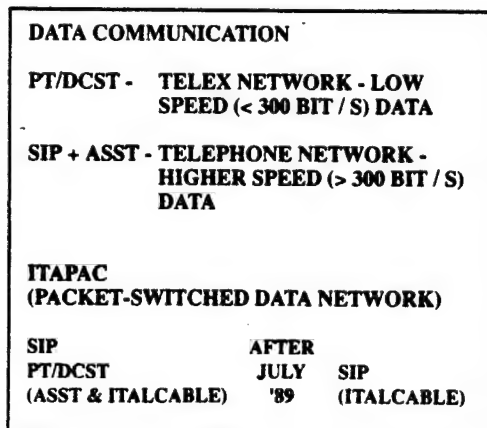 DATA COMMUNICATION
PT/DCST - TELEX NETWORK - LOW
SPEED (< 300 BIT / S) DATA
SIP + ASST - TELEPHONE NETWORK -
HIGHER SPEED (> 300 BIT / S)
DATA
ITAPAC
(PACKET-SWITCHED DATA NETWORK)
SIP AFTER
PT/DCST JULY SIP
(ASST & ITALCABLE) '89 (ITALCABLE)